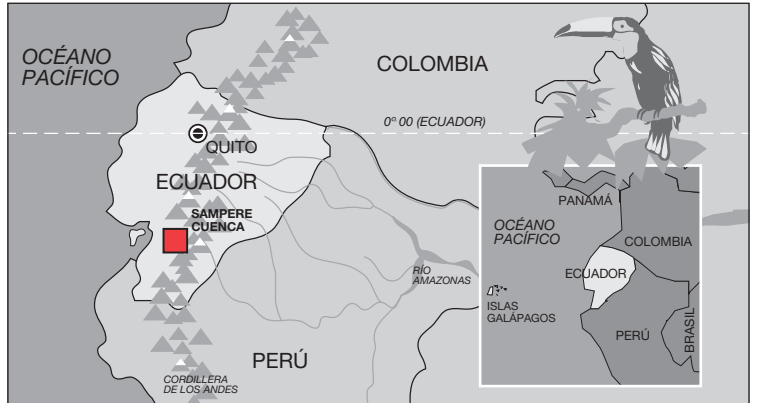 OCÉANO
PACÍFICO
COLOMBIA
0º 00 (ECUADOR)
QUITO
ECUADOR
SAMPERE
CUENCA
RÍO
AMAZONAS
PERÚ
CORDILLERA
DE LOS ANDES
PANAMÁ
OCÉANO
PACÍFICO
COLOMBIA
ECUADOR
ISLAS
GALÁPAGOS
PERÚ
BRASIL